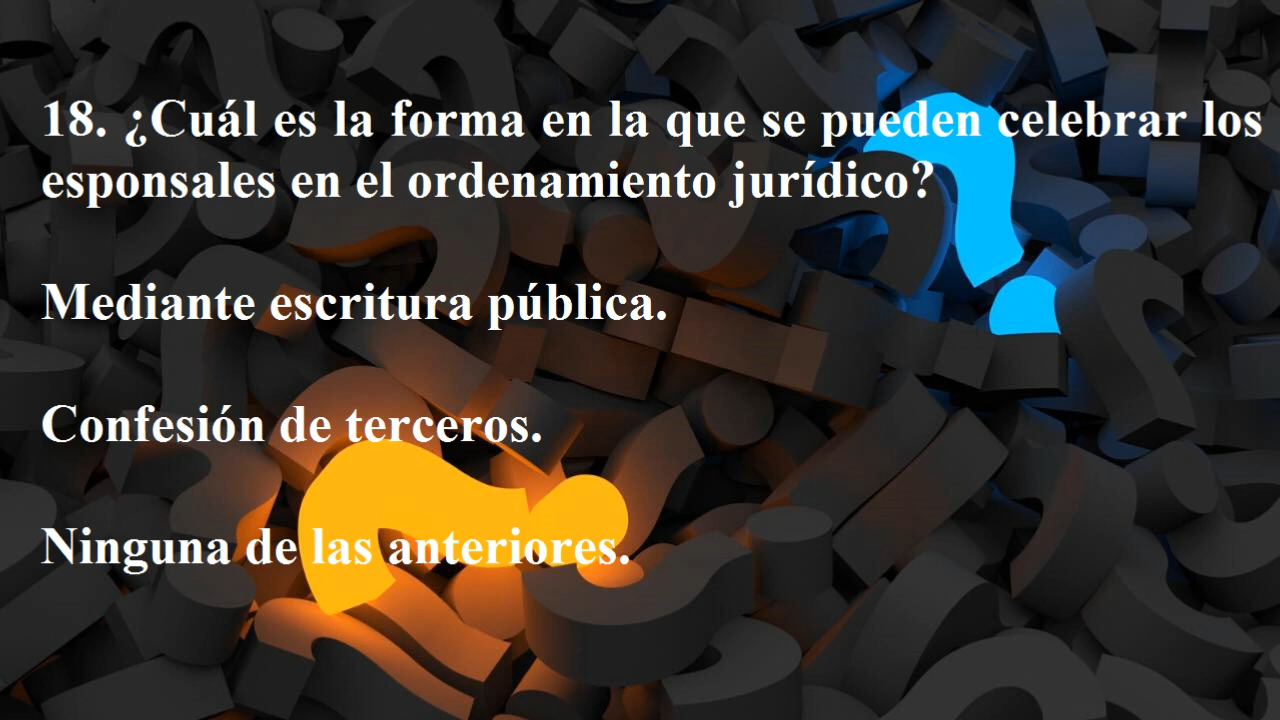 18. ¿Cuál es la forma en la que se pueden celebrar los
esponsales en el ordenamiento jurídico?
Mediante escritura pública.
Confesión de terceros.
Ninguna de las anteriores.